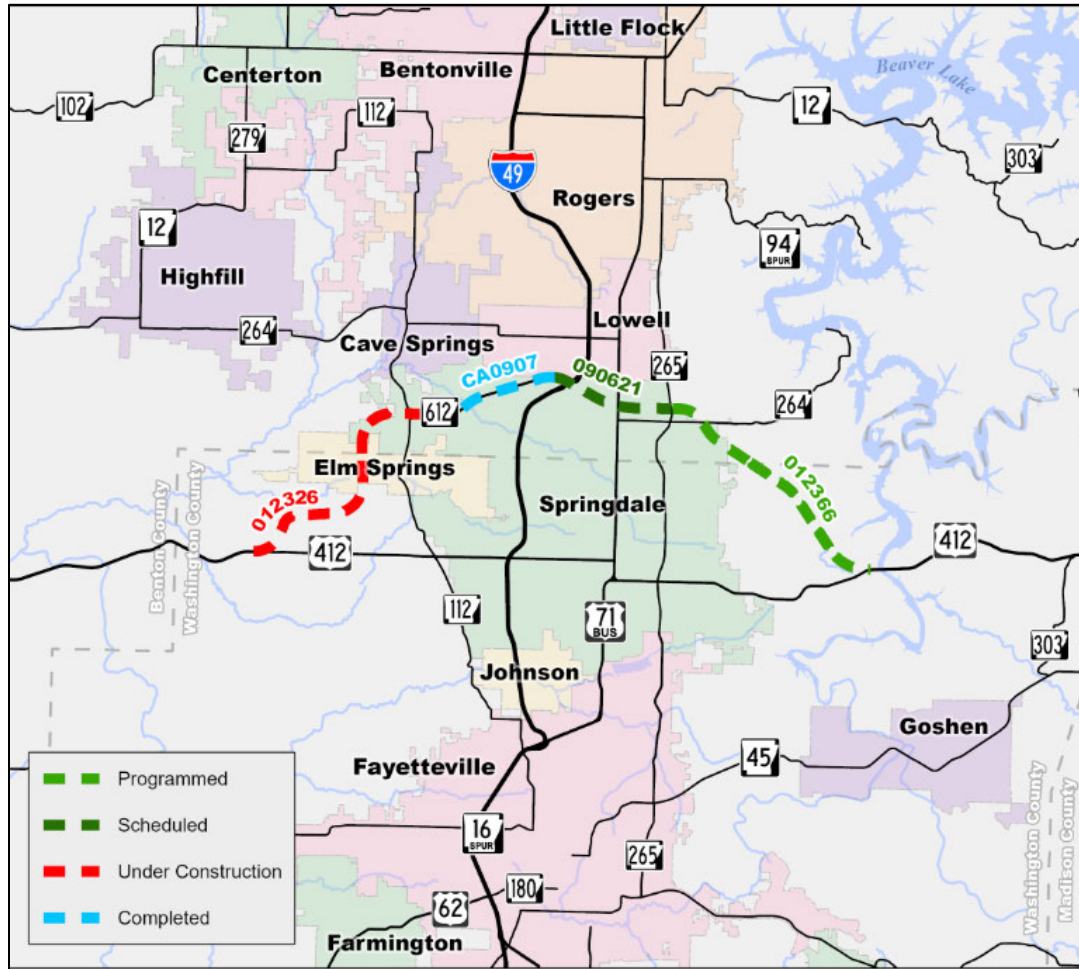 Little Flock
Bentonville
Centerton
Beaver Lake
102
112
12
279
303
49
Rogers
12
94
SPUR
Highfill
264
Lowell
Cave Springs
CA0907
090621
265
612
264
Elm Springs
012326
012366
Springdale
412
412
Benton County
Washington County
112
71
BUS
303
Johnson
Goshen
45
Fayetteville
16
SPUR
265
180
62
Farmington
Washington County
Madison County
Programmed
Scheduled
Under Construction
Completed